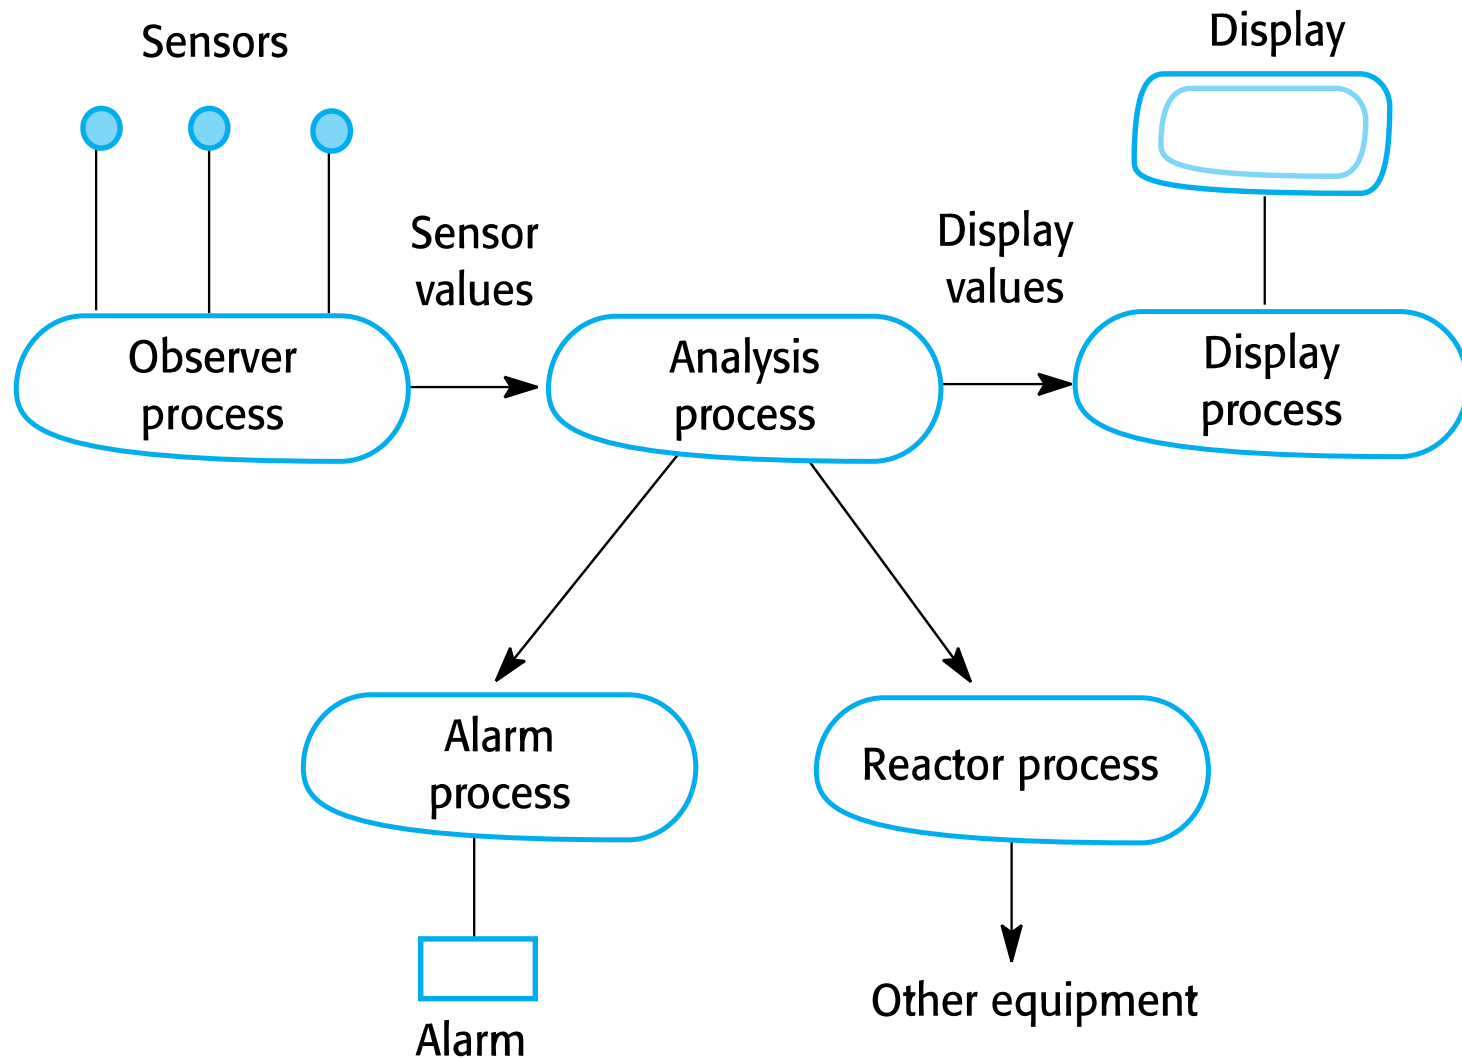 Sensors
Display
Sensor
values
Display
values
Observer
process
Analysis
process
Display
process
Alarm
process
Reactor process
Other equipment
Alarm